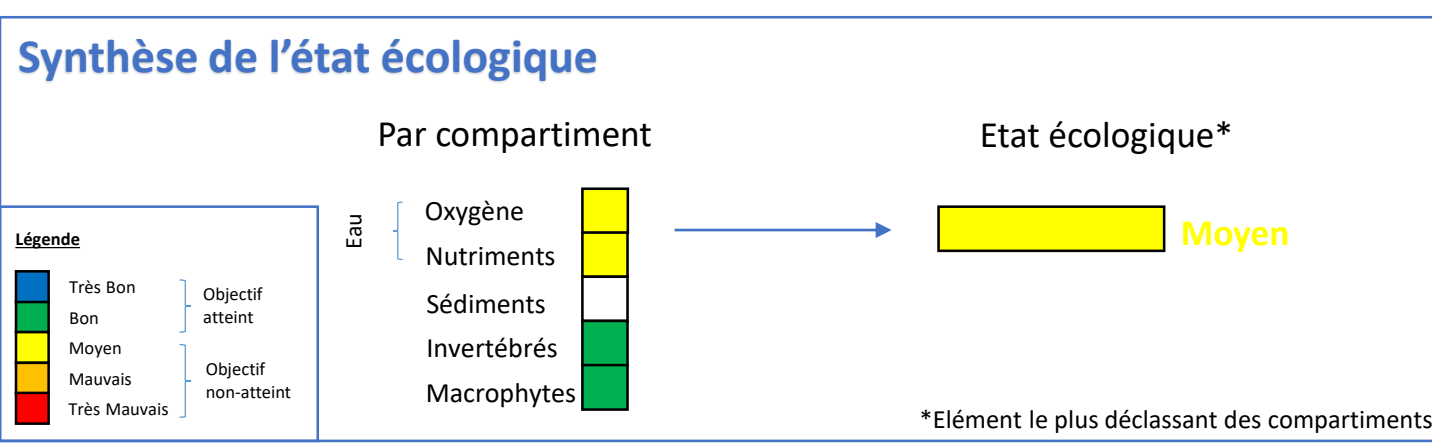 Synthèse de l'état écologique
Par compartiment
Etat écologique*
Légende
Très Bon
Bon
Moyen
Mauvais
Très Mauvais
Objectif
atteint
Objectif
non-atteint
Eau
Oxygène
Nutriments
Sédiments
Invertébrés
Macrophytes
Moyen
*Elément le plus déclassant des compartiments